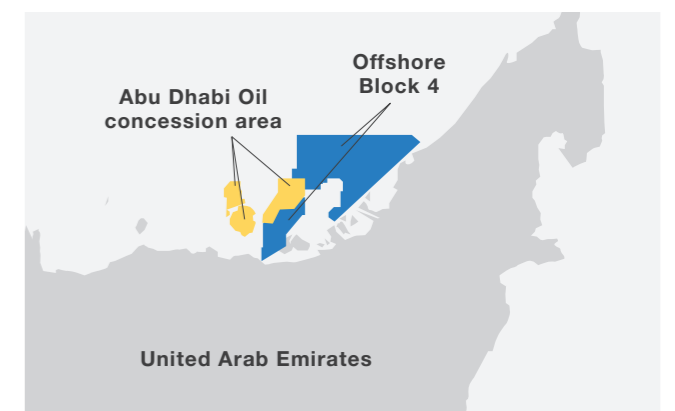 Offshore
Block 4
Abu Dhabi Oil
concession area
United Arab Emirates